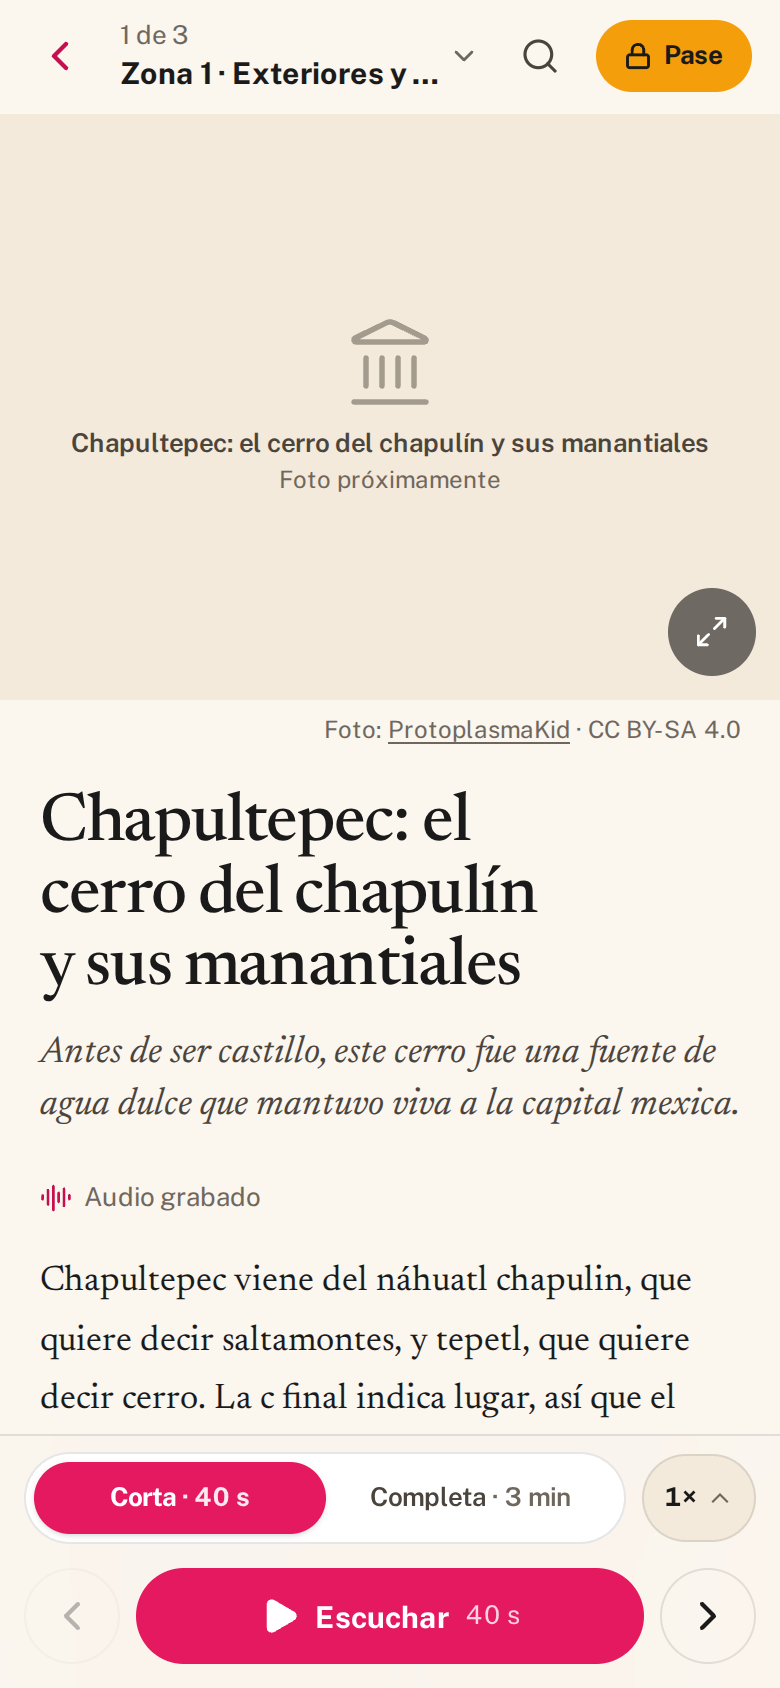 1 de 3
Zona 1 · Exteriores y ...
Pase
Chapultepec: el cerro del chapulín y sus manantiales
Foto próximamente
Foto: ProtoplasmaKid · CC BY-SA 4.0
Chapultepec: el
cerro del chapulín
y sus manantiales
Antes de ser castillo, este cerro fue una fuente de
agua dulce que mantuvo viva a la capital mexica.
Audio grabado
Chapultepec viene del náhuatl chapulin, que
quiere decir saltamontes, y tepetl, que quiere
decir cerro. La c final indica lugar, así que el
Corta · 40 s
Completa · 3 min
1×
Escuchar 40 s